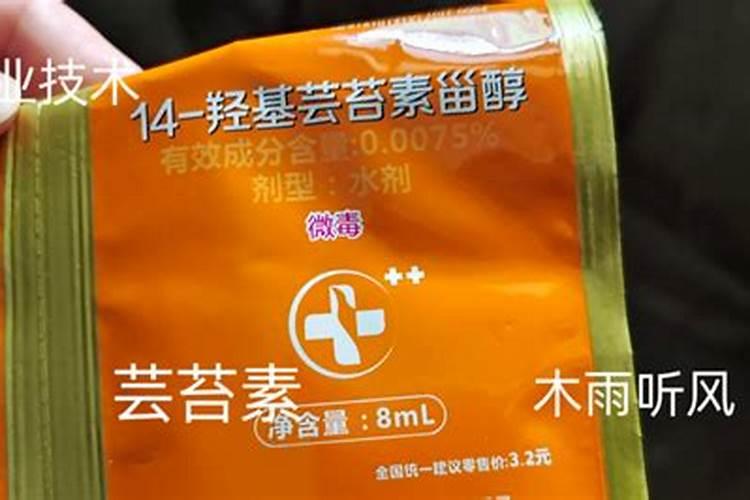 业技术
14-羟基芸苔素甾醇
有效成分含量:0.0075%
剂型：水剂
微毒
芸苔素
木雨听风
净含量：8mL
全国统一建议零售价:3.2元